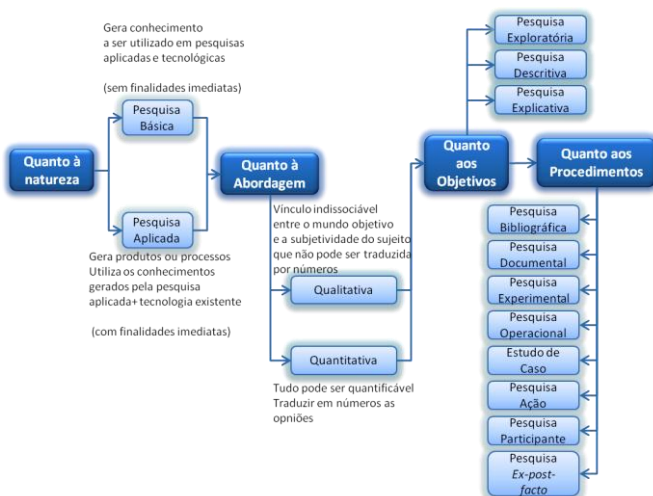 Gera conhecimento
a ser utilizado em pesquisas
aplicadas e tecnológicas
(sem finalidades imediatas)
Pesquisa
Básica
Quanto à
natureza
Pesquisa
Aplicada
Gera produtos ou processos
Utiliza os conhecimentos
gerados pela pesquisa
aplicada+ tecnologia existente
(com finalidades imediatas)
Quanto à
Abordagem
Vínculo indissociável
entre o mundo objetivo
e a subjetividade do sujeito
que não pode ser traduzida
por números
Qualitativa
Quantitativa
Tudo pode ser quantificável
Traduzir em números as
opniões
Quanto
aos
Objetivos
Pesquisa
Exploratória
Pesquisa
Descritiva
Pesquisa
Explicativa
Quanto aos
Procedimentos
Pesquisa
Bibliográfica
Pesquisa
Documental
Pesquisa
Experimental
Pesquisa
Operacional
Estudo de
Caso
Pesquisa
Ação
Pesquisa
Participante
Pesquisa
Ex-post-
facto